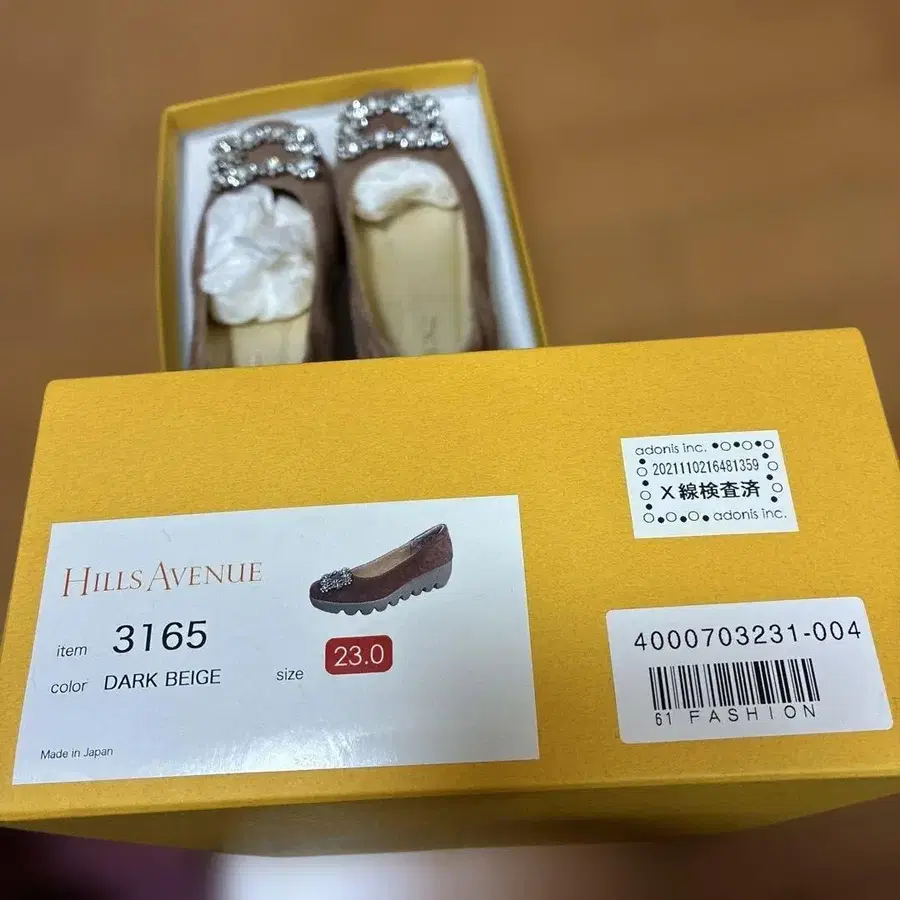 HILLS AVENUE
item 3165
color DARK BEIGE
size 23.0
Made in Japan
adonis inc.
2021110216481359
X線検査済
adonis inc.
4000703231-004
61 FASHION